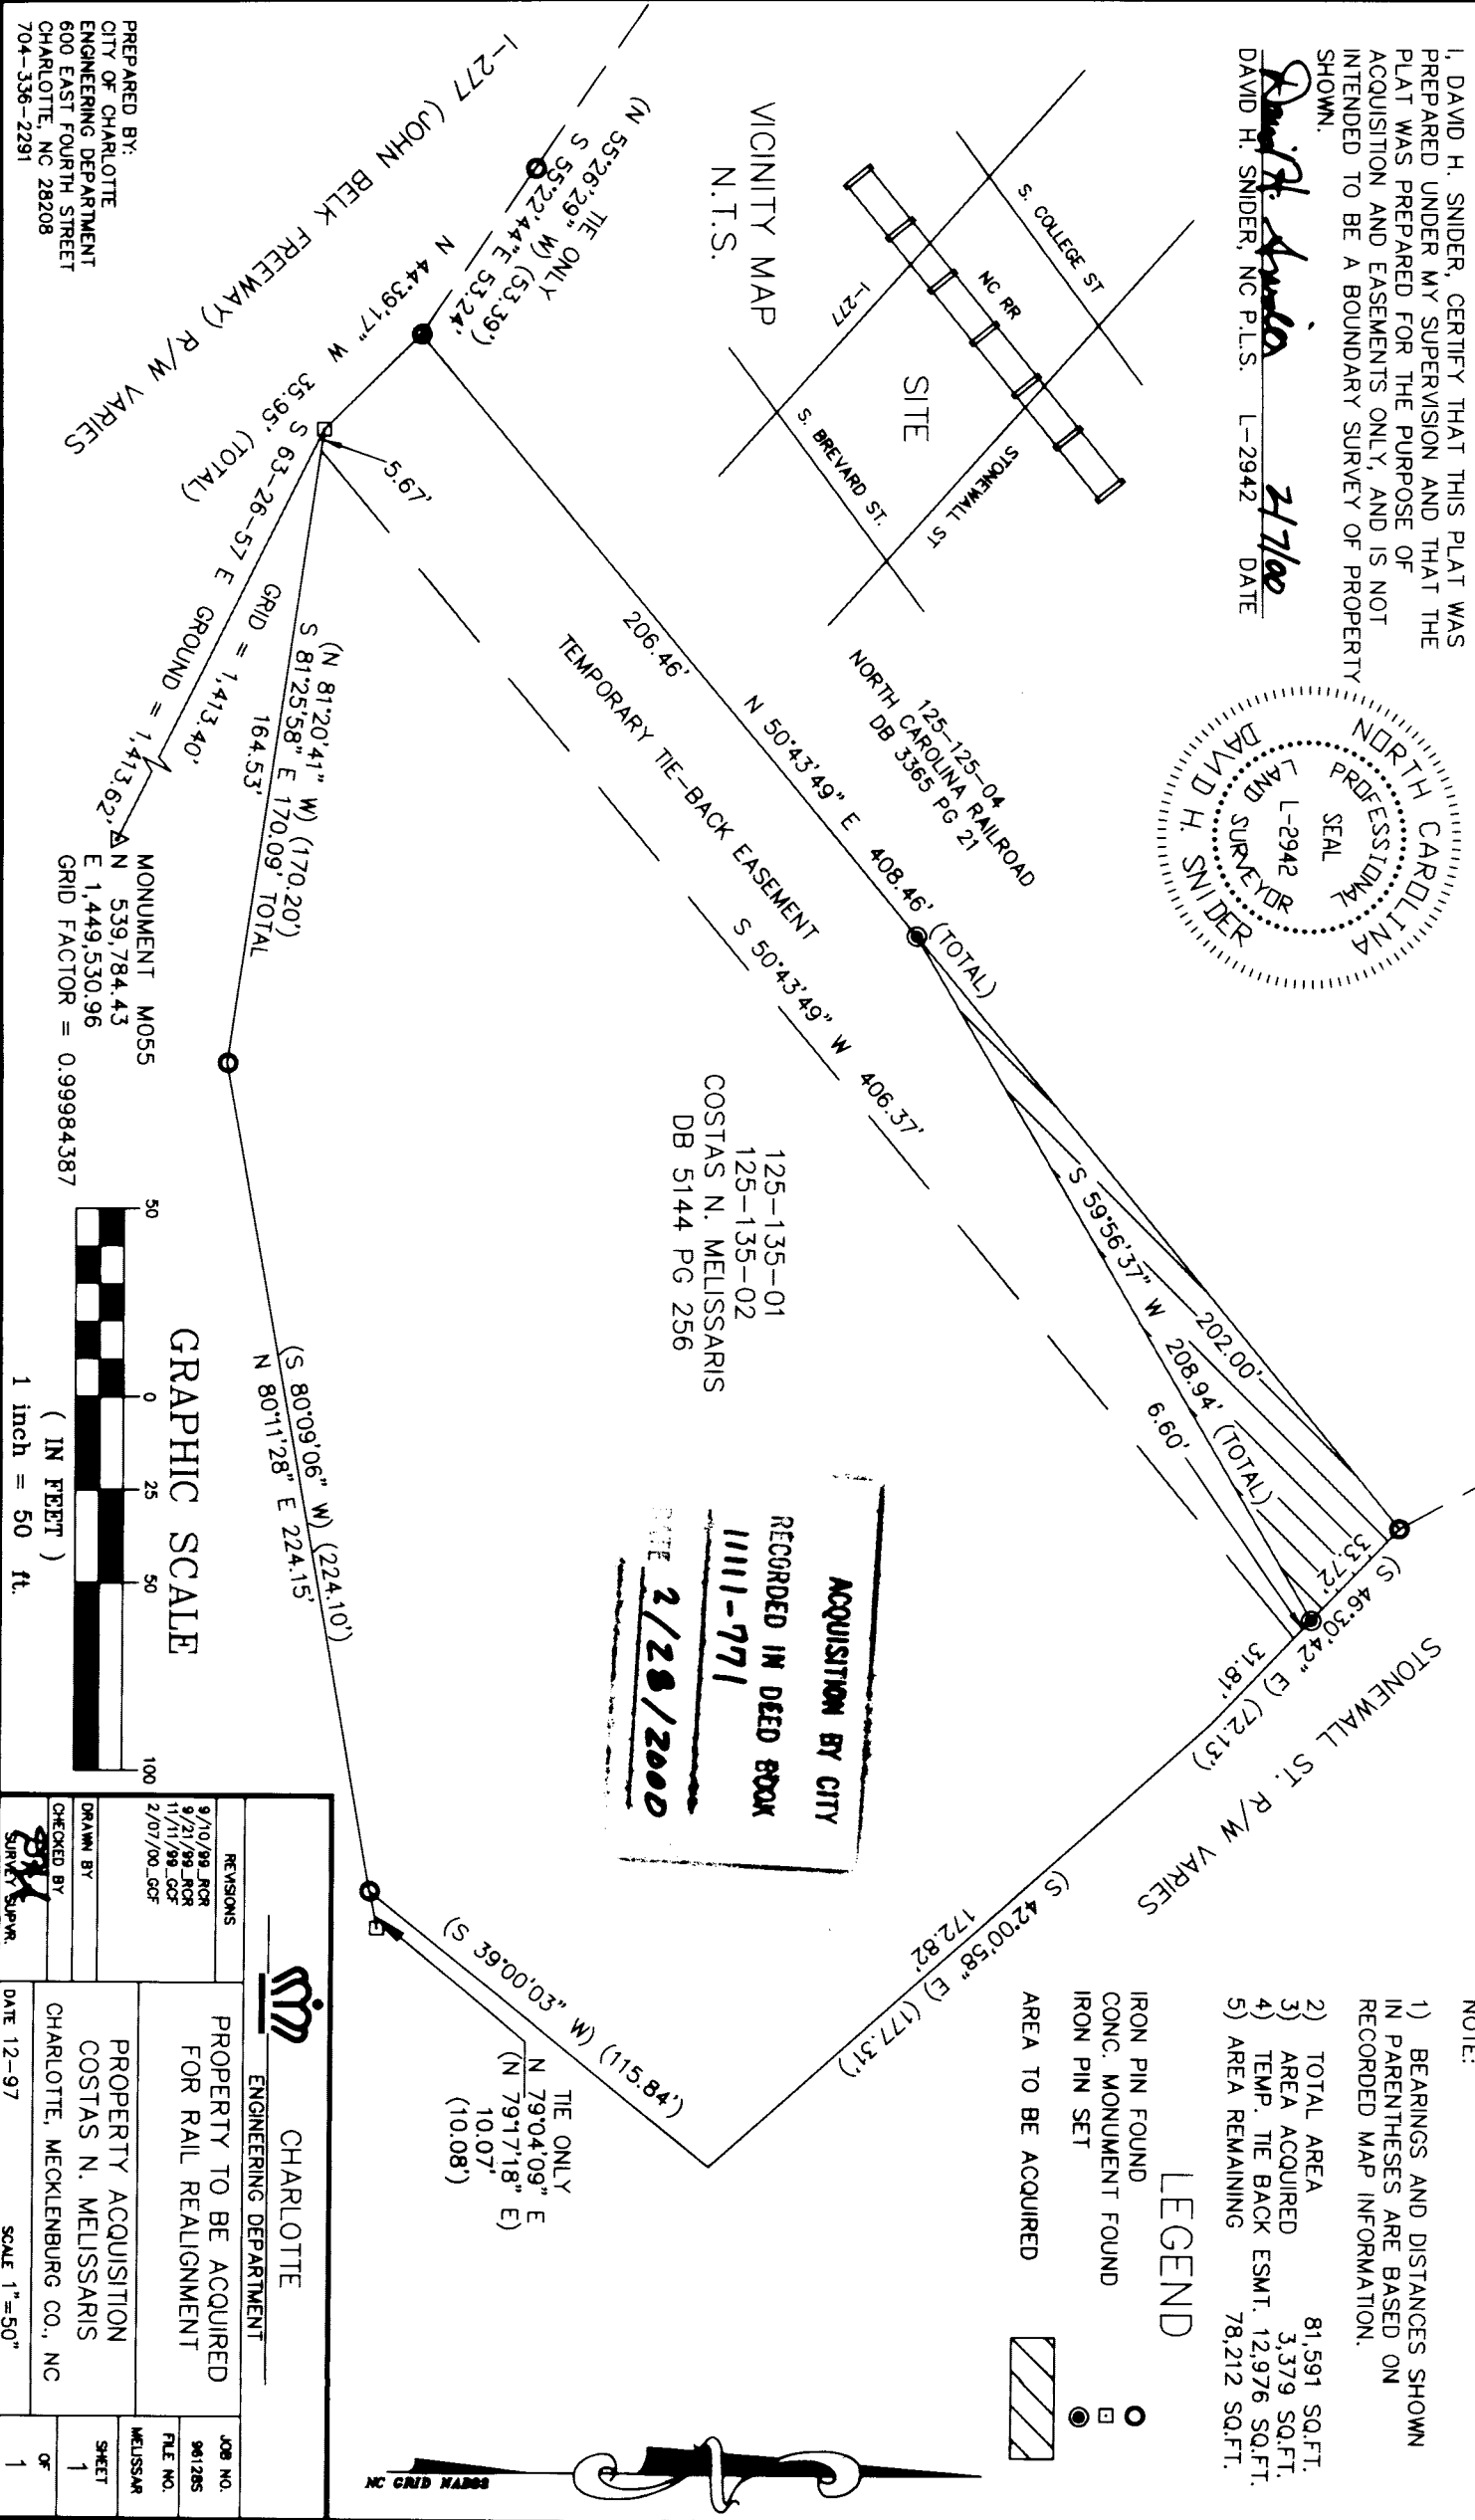 I, DAVID H. SNIDER, CERTIFY THAT THIS PLAT WAS
PREPARED UNDER MY SUPERVISION AND THAT THE
PLAT WAS PREPARED FOR THE PURPOSE OF
ACQUISITION AND EASEMENTS ONLY, AND IS NOT
INTENDED TO BE A BOUNDARY SURVEY OF PROPERTY
SHOWN.
David H. Snider 2/7/00
DAVID H. SNIDER, NC P.L.S. L-2942 DATE
NORTH CAROLINA
PROFESSIONAL
SEAL
L-2942
LAND SURVEYOR
DAVID H. SNIDER
S. COLLEGE ST
NC RR
I-277
SITE
STONEWALL ST
S. BREVARD ST.
VICINITY MAP
N.T.S.
NOTE:
1) BEARINGS AND DISTANCES SHOWN
IN PARENTHESES ARE BASED ON
RECORDED MAP INFORMATION.
2) TOTAL AREA 81,591 SQ.FT.
3) AREA ACQUIRED 3,379 SQ.FT.
4) TEMP. TIE BACK ESMT. 12,976 SQ.FT.
5) AREA REMAINING 78,212 SQ.FT.
LEGEND
IRON PIN FOUND
CONC. MONUMENT FOUND
IRON PIN SET
AREA TO BE ACQUIRED
125-125-04
NORTH CAROLINA RAILROAD
DB 3365 PG 21
TIE ONLY
(N 55°26'29" W) (53.39')
S 55°22'44"E 53.24'
N 44°39'17" W 35.95'
(TOTAL)
I-277 (JOHN BELK FREEWAY) R/W VARIES
5.67'
206.46'
N 50°43'49" E 408.46' (TOTAL)
TEMPORARY TIE-BACK EASEMENT
S 50°43'49" W 406.37'
S 59°56'37" W 208.94' (TOTAL)
202.00'
6.60'
33.72'
(S 46°30'42" E) (72.13')
31.81'
STONEWALL ST. R/W VARIES
(S 42°00'58" E) (177.31')
172.82'
125-135-01
125-135-02
COSTAS N. MELISSARIS
DB 5144 PG 256
ACQUISITION BY CITY
RECORDED IN DEED BOOK
11111-771
DATE 2/28/2000
(S 39°00'03" W) (115.84')
TIE ONLY
N 79°04'09" E
(N 79°17'18" E)
10.07'
(10.08')
(S 80°09'06" W) (224.10')
N 80°11'28" E 224.15'
(N 81°20'41" W) (170.20')
S 81°25'58" E 170.09' TOTAL
164.53'
S 63-26-57 E
GRID = 1,413.40'
GROUND = 1,413.62'
MONUMENT M055
N 539,784.43
E 1,449,530.96
GRID FACTOR = 0.99984387
PREPARED BY:
CITY OF CHARLOTTE
ENGINEERING DEPARTMENT
600 EAST FOURTH STREET
CHARLOTTE, NC 28208
704-336-2291
GRAPHIC SCALE
50 0 25 50 100
( IN FEET )
1 inch = 50 ft.
NC GRID NAD83
CHARLOTTE
ENGINEERING DEPARTMENT
REVISIONS
9/10/99_RCR
9/21/99_RCR
11/11/99_GCF
2/07/00_GCF
DRAWN BY
CHECKED BY
SURVEY SUPVR.
PROPERTY TO BE ACQUIRED
FOR RAIL REALIGNMENT
PROPERTY ACQUISITION
COSTAS N. MELISSARIS
CHARLOTTE, MECKLENBURG CO., NC
DATE 12-97 SCALE 1"=50"
JOB NO.
981285
FILE NO.
MELISSAR
SHEET
1
OF
1